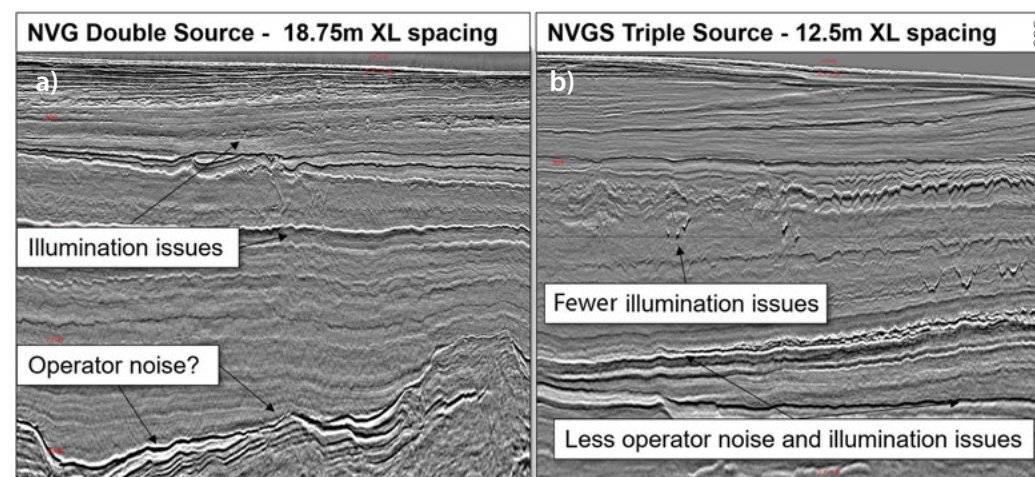 NVG Double Source - 18.75m XL spacing
a)
Illumination issues
Operator noise?
NVGS Triple Source - 12.5m XL spacing
b)
Fewer illumination issues
Less operator noise and illumination issues